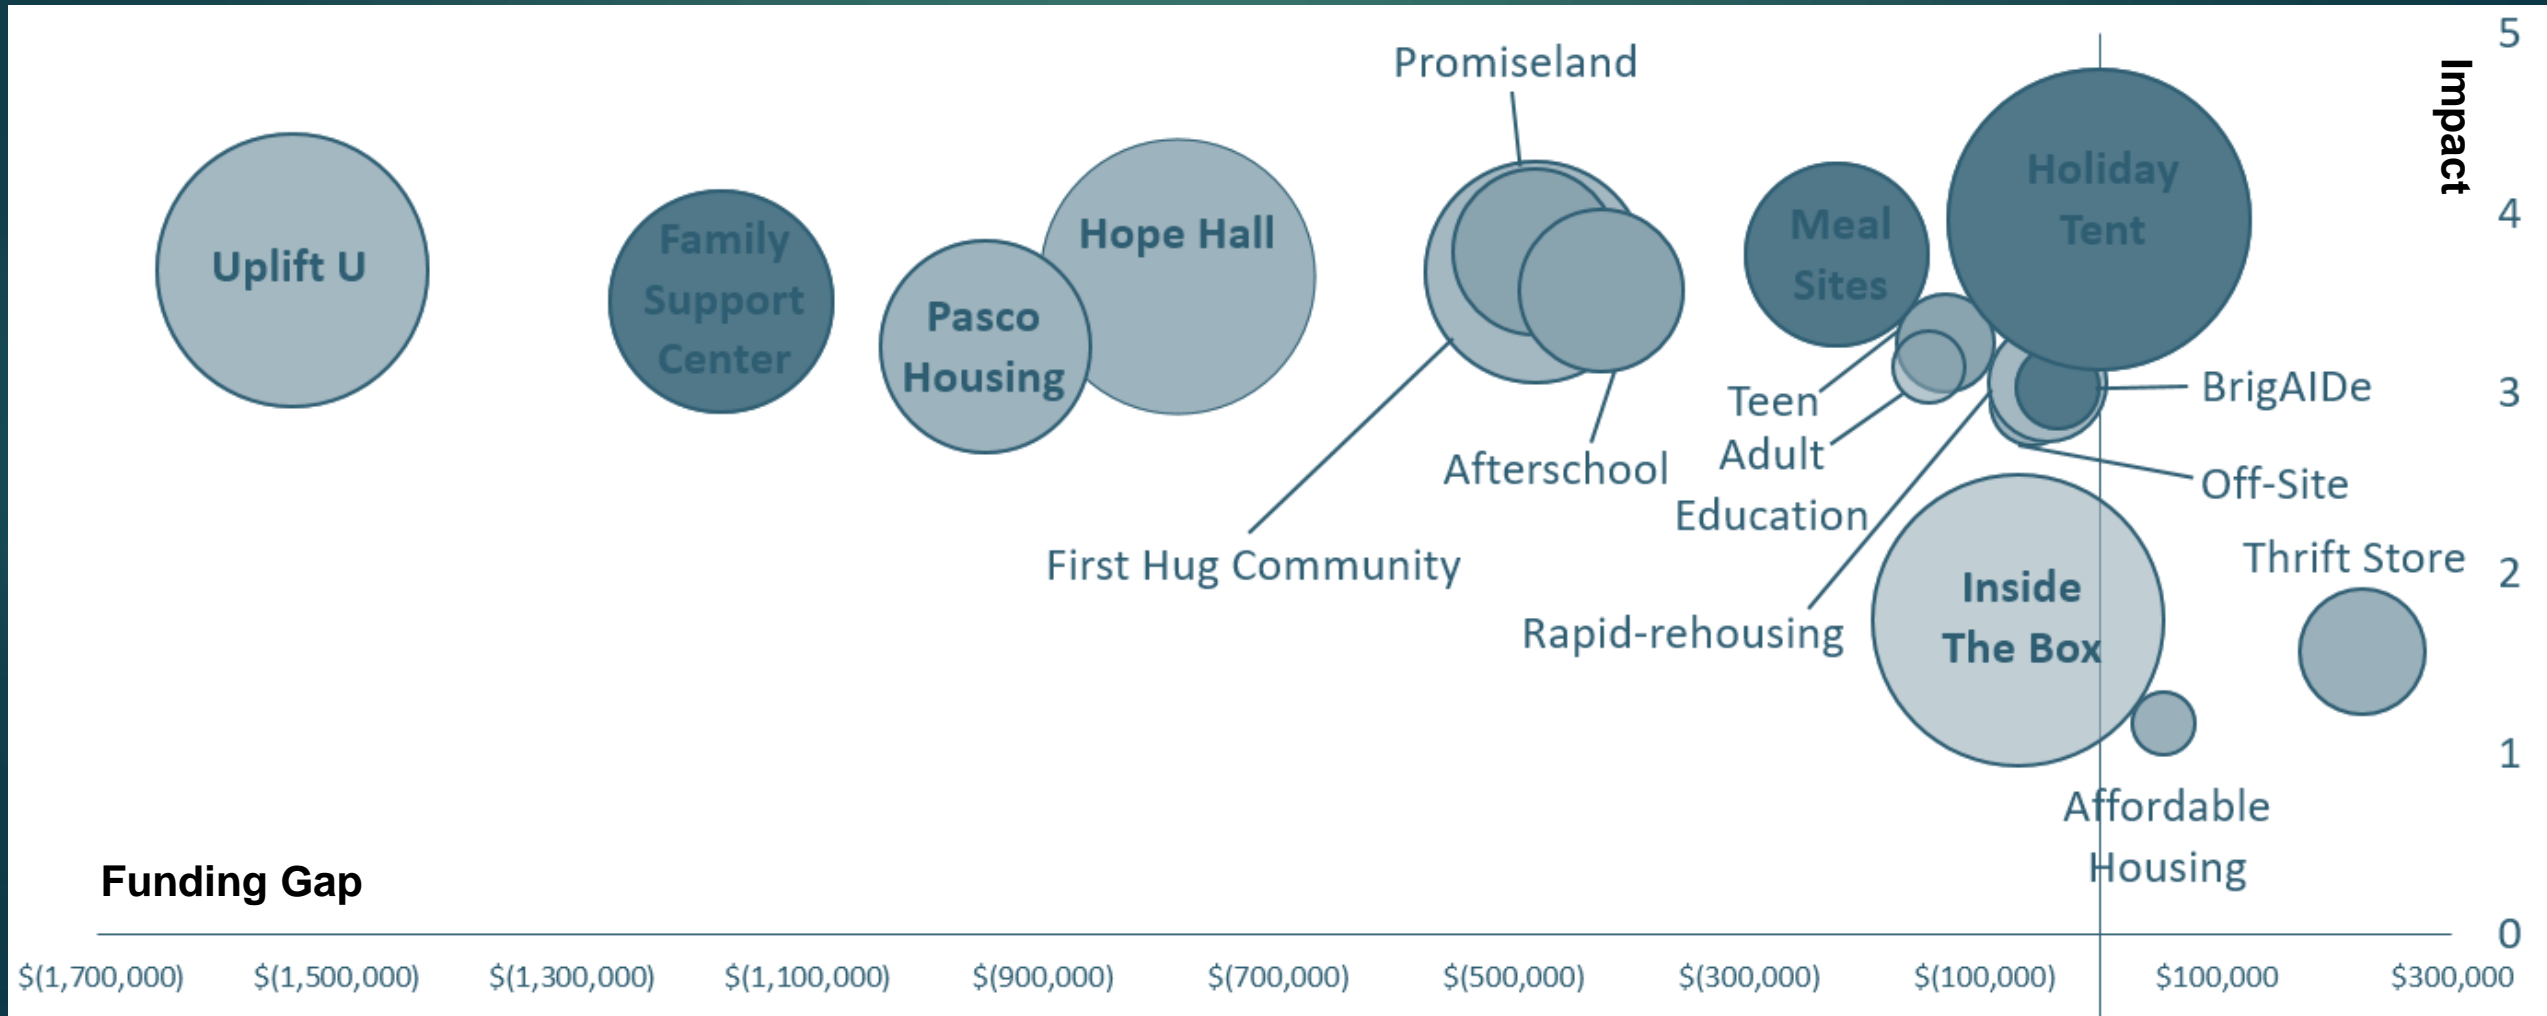 5
Impact
Promiseland
Holiday
Tent
4
Uplift U
Family
Support
Center
Hope Hall
Pasco
Housing
Meal
Sites
Teen
Adult
Education
3
BrigAIDe
Off-Site
Afterschool
First Hug Community
Rapid-rehousing
Inside
The Box
Thrift Store
2
1
Affordable
Housing
Funding Gap
0
$(1,700,000) $(1,500,000) $(1,300,000) $(1,100,000) $(900,000) $(700,000) $(500,000) $(300,000) $(100,000) $100,000 $300,000